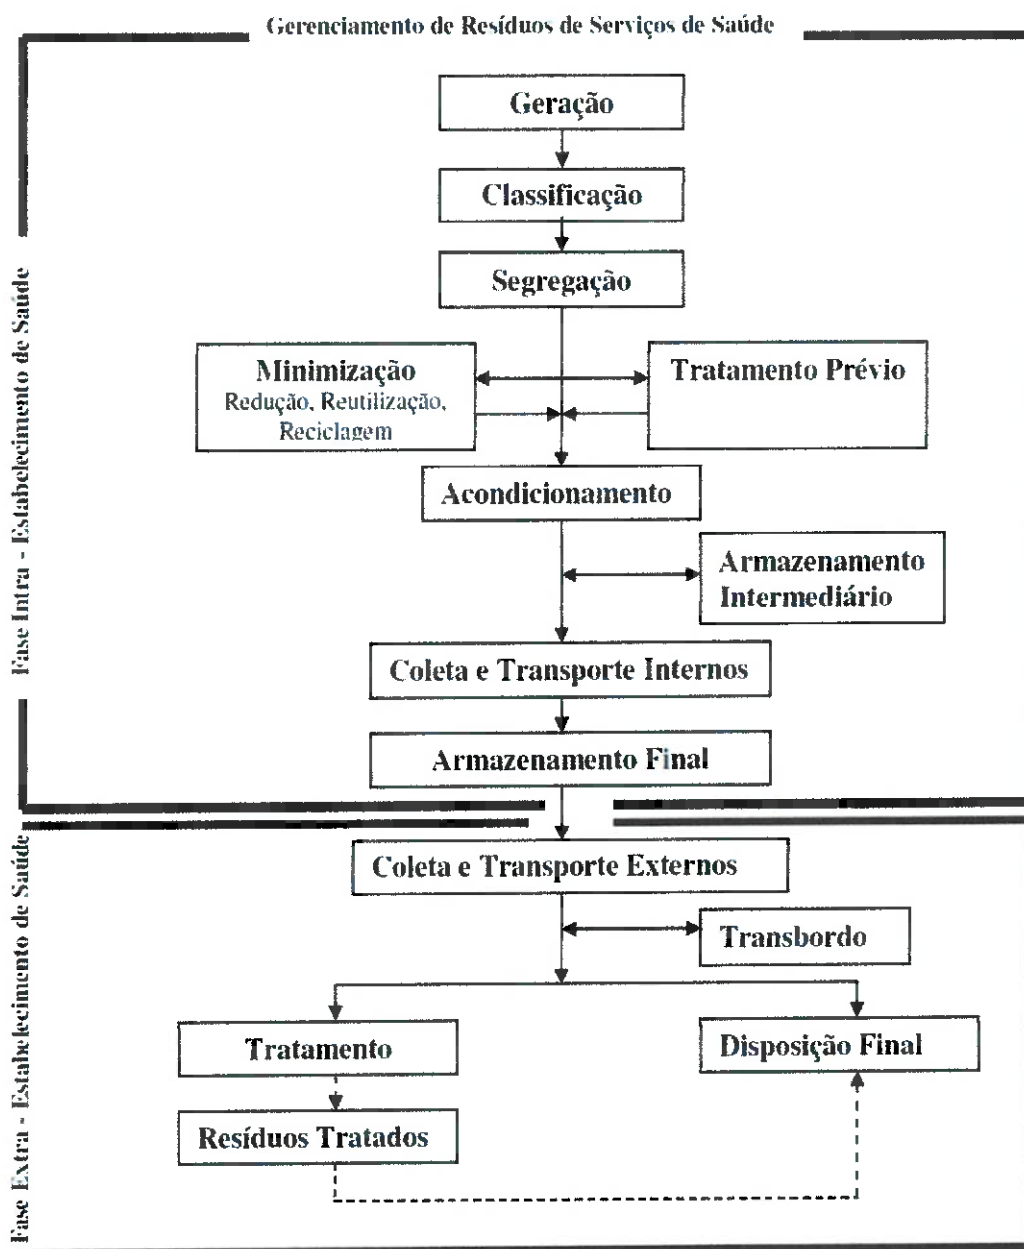 Gerenciamento de Resíduos de Serviços de Saúde
Fase Intra - Estabelecimento de Saúde
Geração
Classificação
Segregação
Minimização
Redução, Reutilização,
Reciclagem
Tratamento Prévio
Acondicionamento
Armazenamento
Intermediário
Coleta e Transporte Internos
Armazenamento Final
Fase Extra - Estabelecimento de Saúde
Coleta e Transporte Externos
Transbordo
Tratamento
Disposição Final
Resíduos Tratados